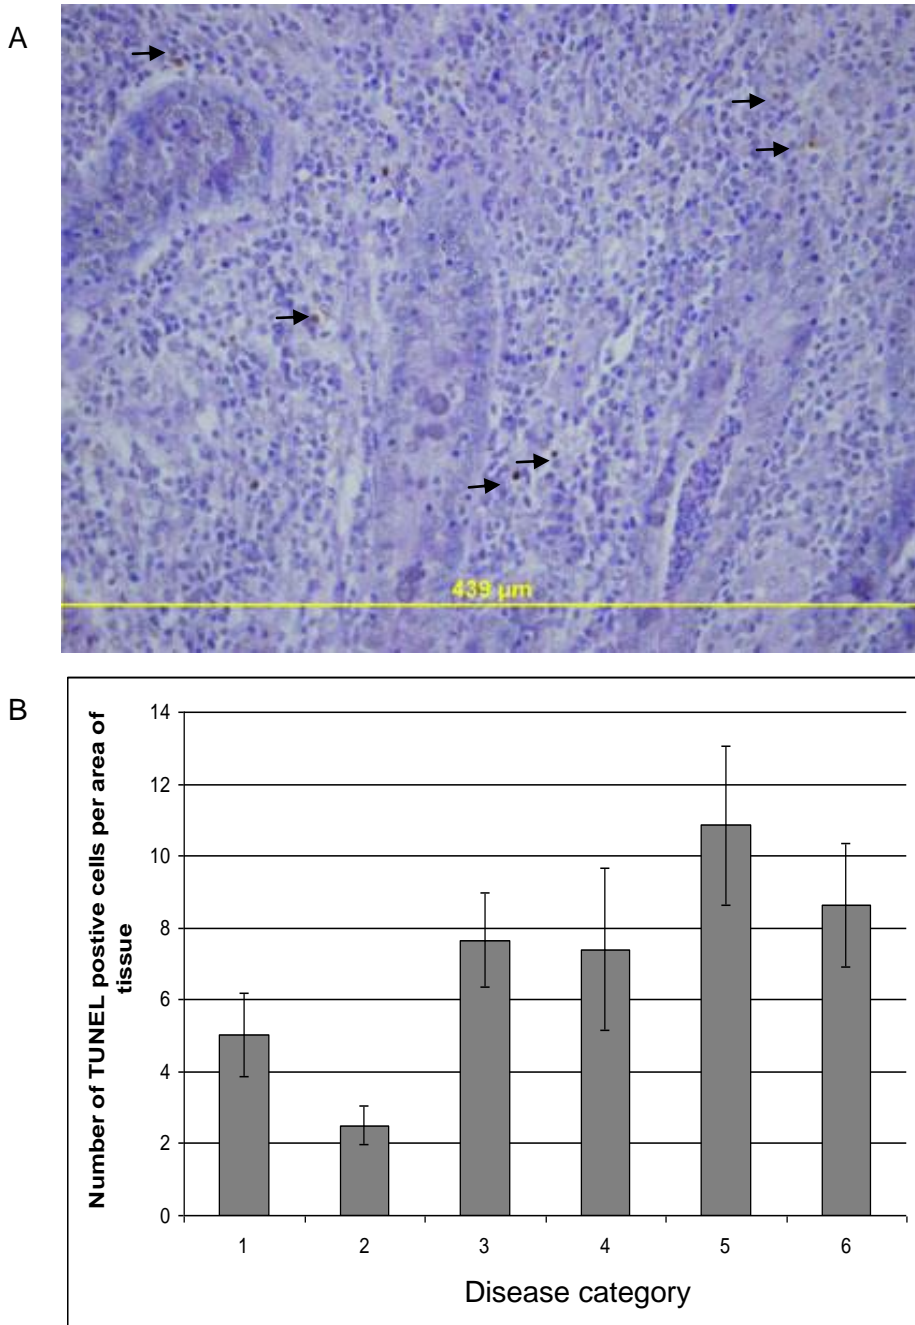 A
439 µm
B
Number of TUNEL postive cells per area of
tissue
14
12
10
8
6
4
2
0
1 2 3 4 5 6
Disease category